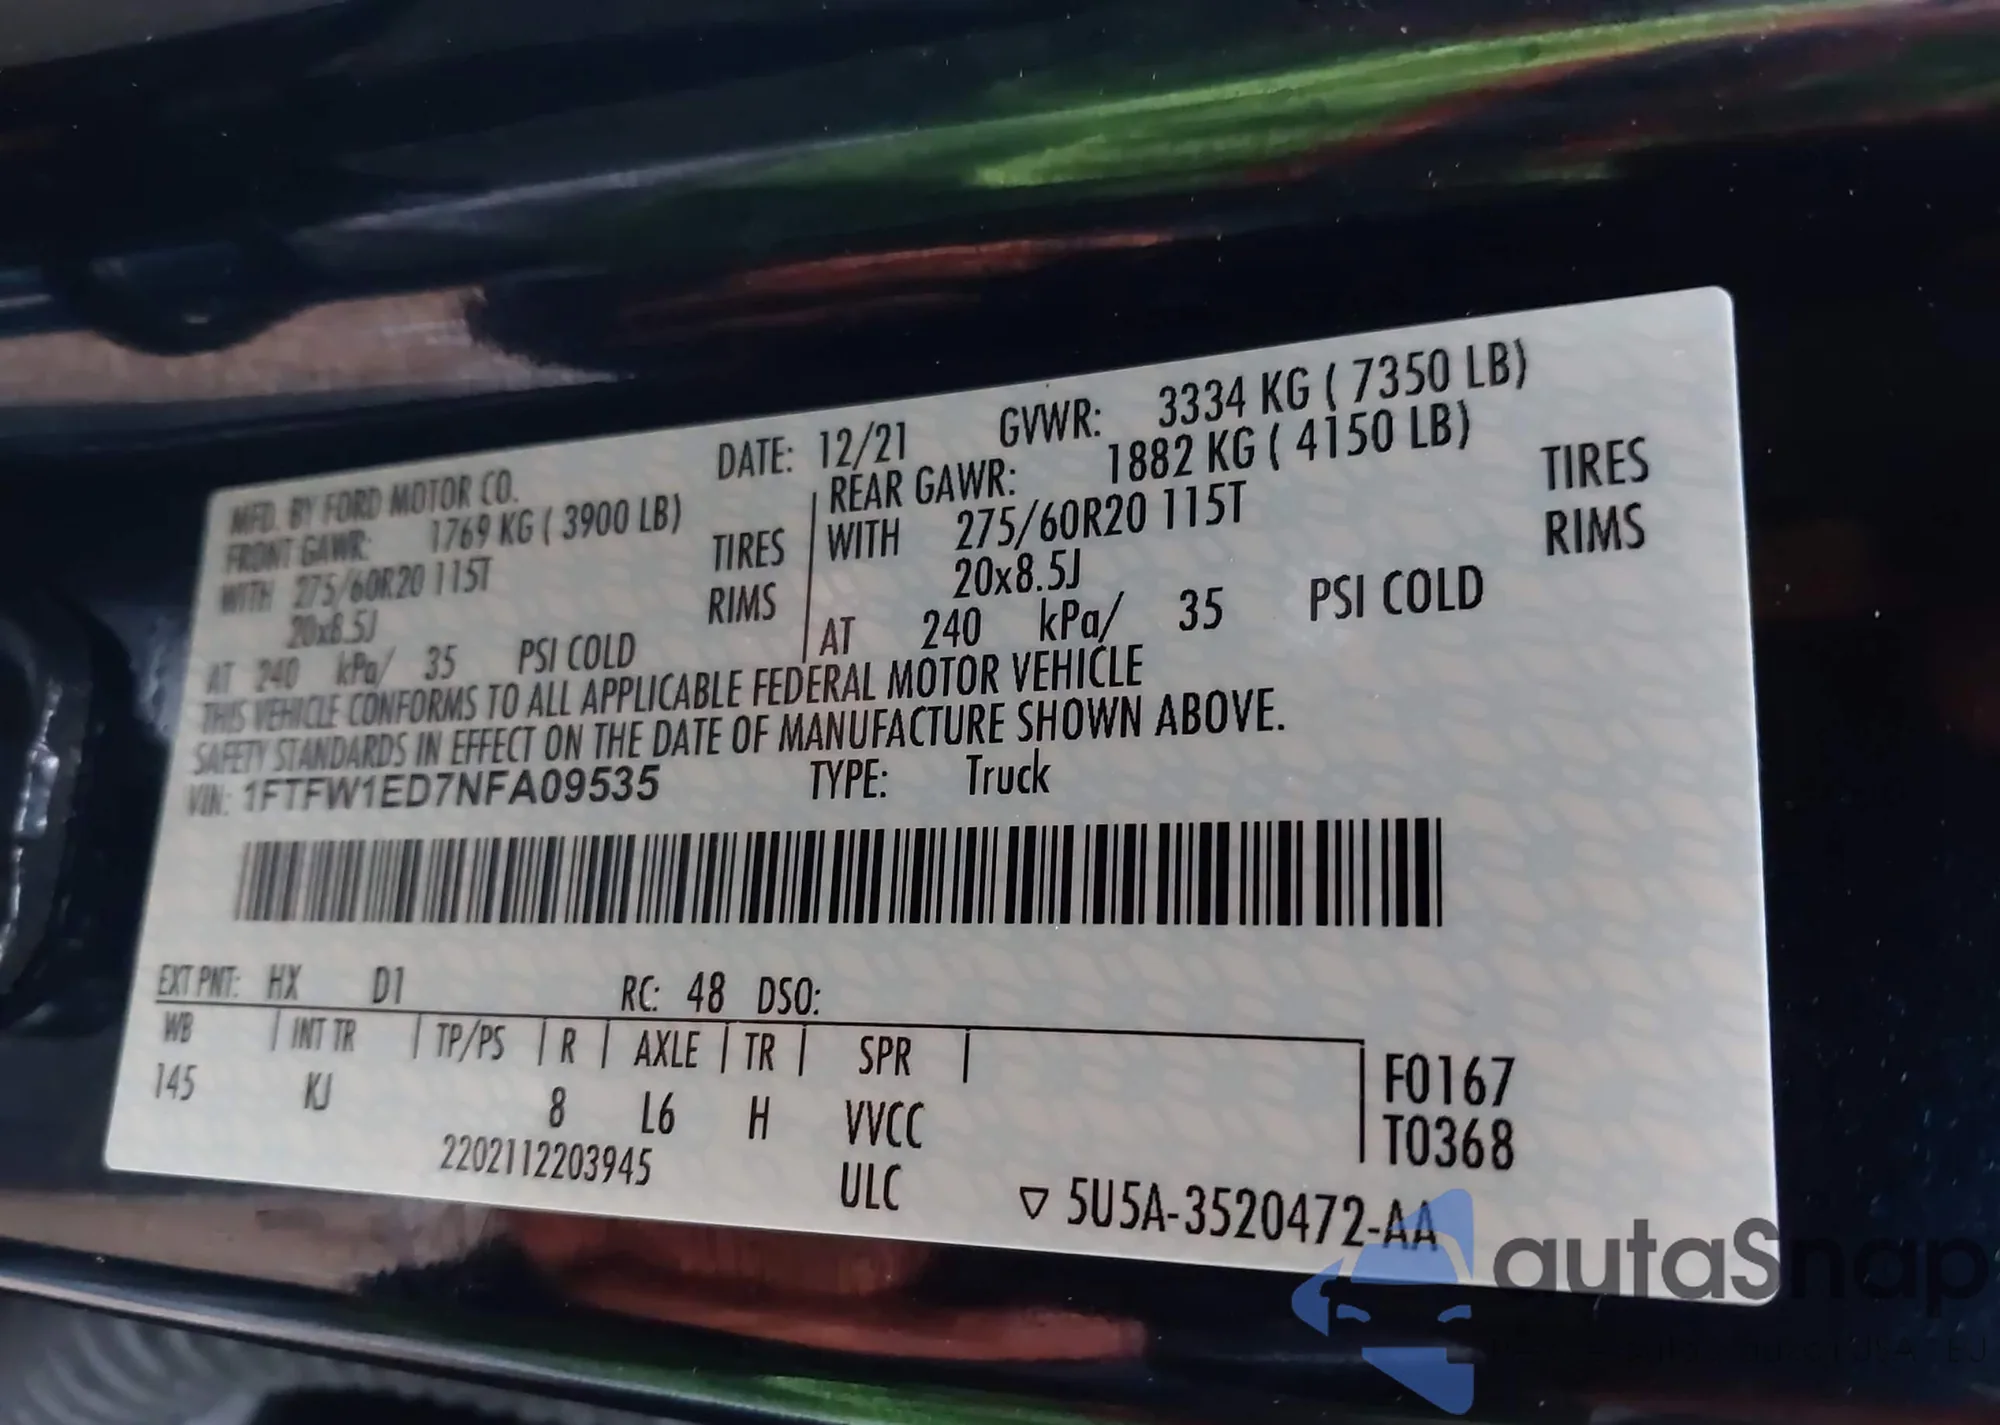 MFD. BY FORD MOTOR CO. DATE: 12/21 GVWR: 3334 KG ( 7350 LB)
FRONT GAWR: 1769 KG ( 3900 LB) REAR GAWR: 1882 KG ( 4150 LB)
WITH 275/60R20 115T TIRES WITH 275/60R20 115T TIRES
20x8.5J RIMS 20x8.5J RIMS
AT 240 kPa/ 35 PSI COLD AT 240 kPa/ 35 PSI COLD
THIS VEHICLE CONFORMS TO ALL APPLICABLE FEDERAL MOTOR VEHICLE
SAFETY STANDARDS IN EFFECT ON THE DATE OF MANUFACTURE SHOWN ABOVE.
VIN: 1FTFW1ED7NFA09535 TYPE: Truck
EXT PNT: HX D1 RC: 48 DSO:
WB INT TR TP/PS R AXLE TR SPR
145 KJ 8 L6 H VVCC
F0167
T0368
2202112203945 ULC
5U5A-3520472-AA
autaSnap